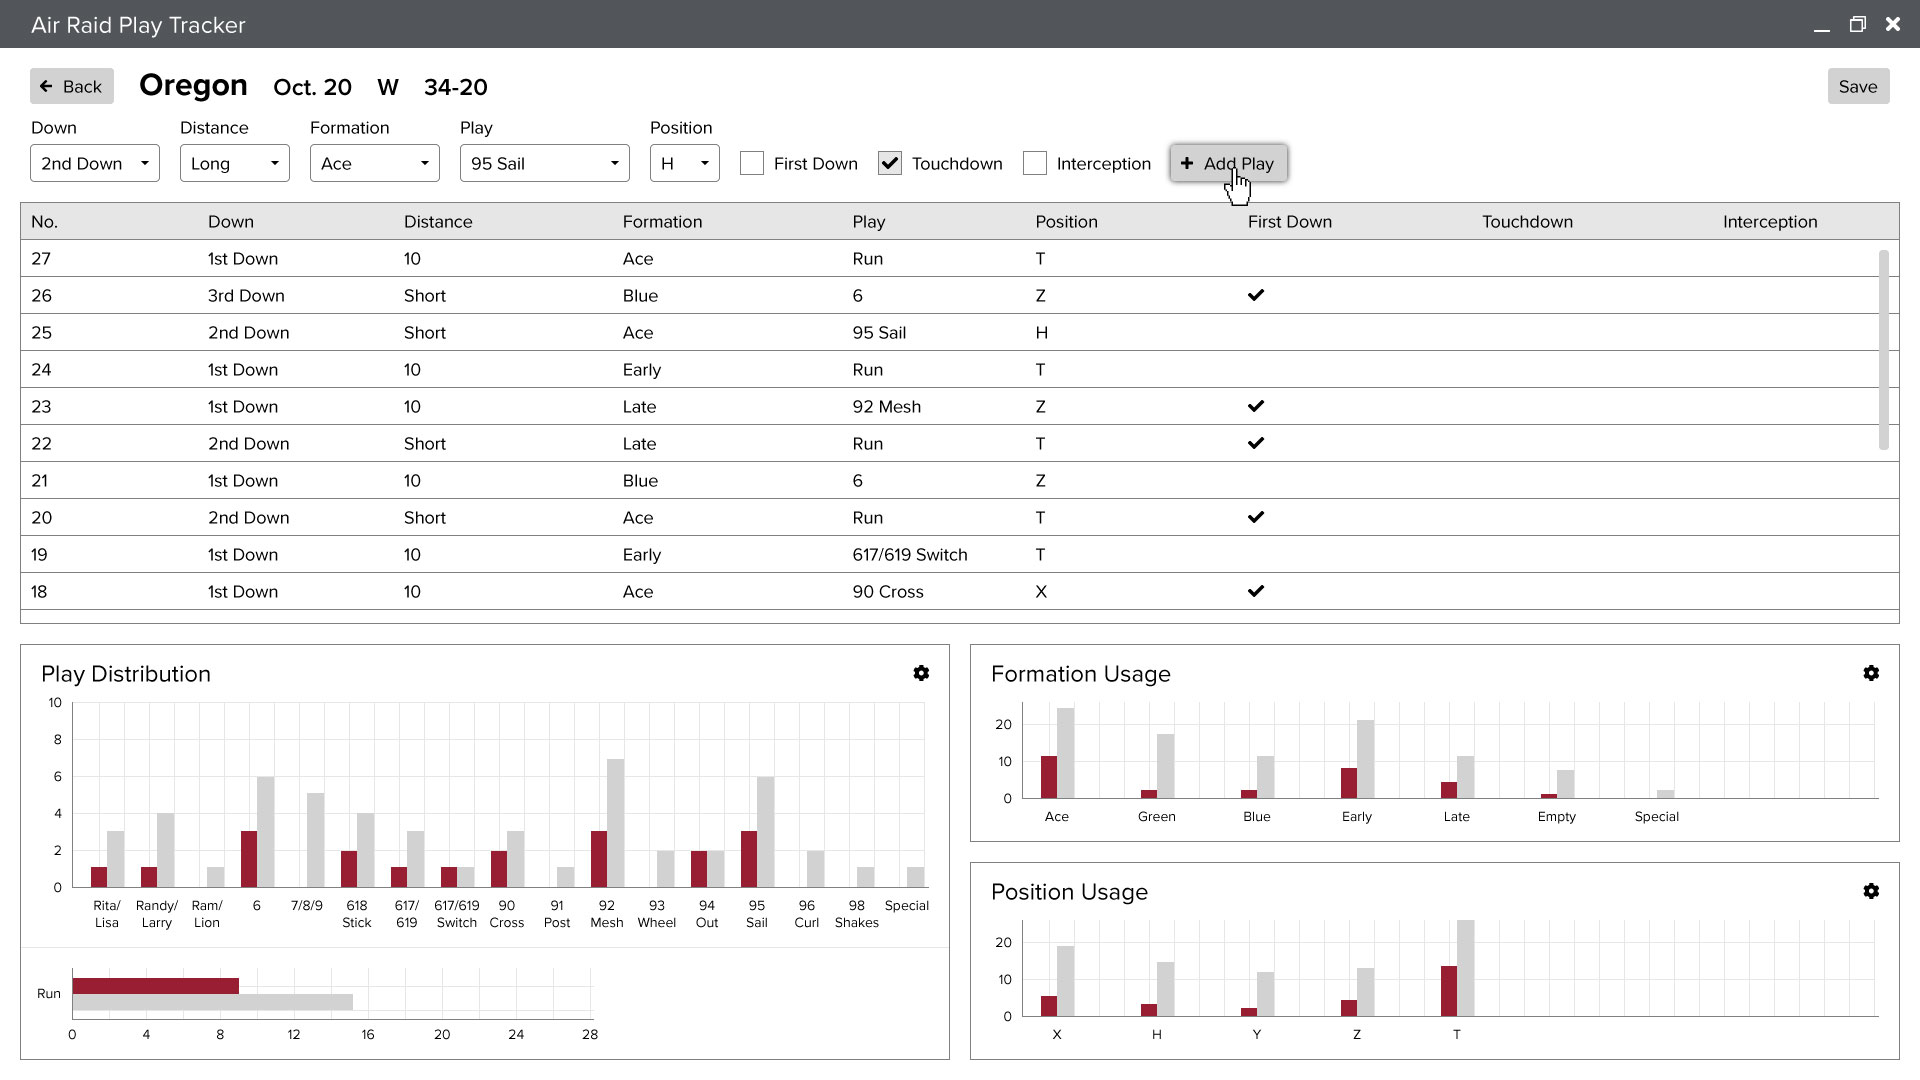 Air Raid Play Tracker
Back Oregon Oct. 20 W 34-20 Save
Down Distance Formation Play Position
2nd Down Long Ace 95 Sail H First Down Touchdown Interception Add Play
No. Down Distance Formation Play Position First Down Touchdown Interception
27 1st Down 10 Ace Run T
26 3rd Down Short Blue 6 Z
25 2nd Down Short Ace 95 Sail H
24 1st Down 10 Early Run T
23 1st Down 10 Late 92 Mesh Z
22 2nd Down Short Late Run T
21 1st Down 10 Blue 6 Z
20 2nd Down Short Ace Run T
19 1st Down 10 Early 617/619 Switch T
18 1st Down 10 Ace 90 Cross X
Play Distribution
10
8
6
4
2
0
Rita/ Randy/ Ram/ 6 7/8/9 618 617/ 617/619 90 91 92 93 94 95 96 98 Special
Lisa Larry Lion Stick 619 Switch Cross Post Mesh Wheel Out Sail Curl Shakes
Run
0 4 8 12 16 20 24 28
Formation Usage
20
10
0
Ace Green Blue Early Late Empty Special
Position Usage
20
10
0
X H Y Z T